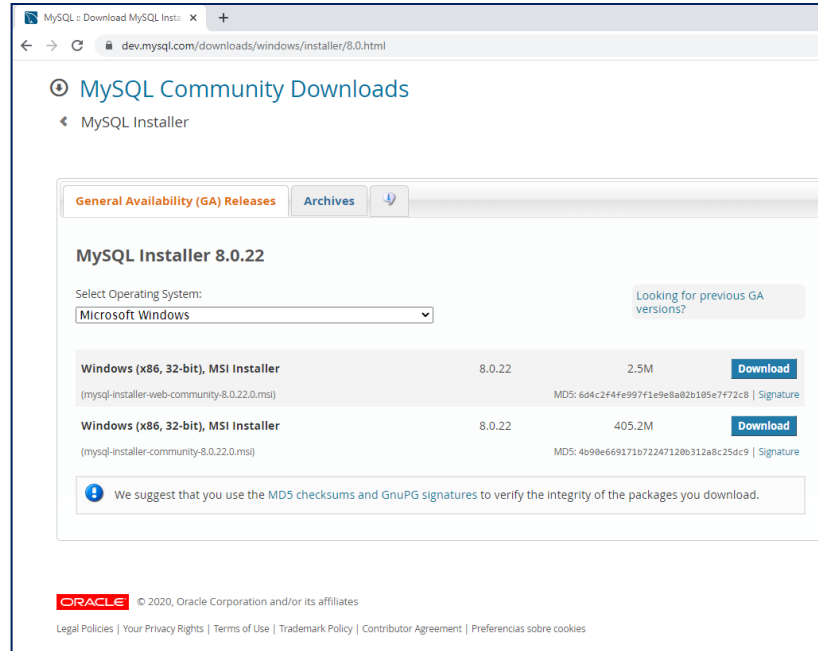 MySQL :: Download MySQL Insta
dev.mysql.com/downloads/windows/installer/8.0.html
MySQL Community Downloads
MySQL Installer
General Availability (GA) Releases Archives
MySQL Installer 8.0.22
Select Operating System:
Looking for previous GA versions?
Microsoft Windows
Windows (x86, 32-bit), MSI Installer 8.0.22 2.5M Download
(mysql-installer-web-community-8.0.22.0.msi) MD5: 6d4c2f4fe997f1e9e8a02b105e7f72c8 | Signature
Windows (x86, 32-bit), MSI Installer 8.0.22 405.2M Download
(mysql-installer-community-8.0.22.0.msi) MD5: 4b90e669171b72247120b312a8c25dc9 | Signature
We suggest that you use the MD5 checksums and GnuPG signatures to verify the integrity of the packages you download.
ORACLE © 2020, Oracle Corporation and/or its affiliates
Legal Policies | Your Privacy Rights | Terms of Use | Trademark Policy | Contributor Agreement | Preferencias sobre cookies